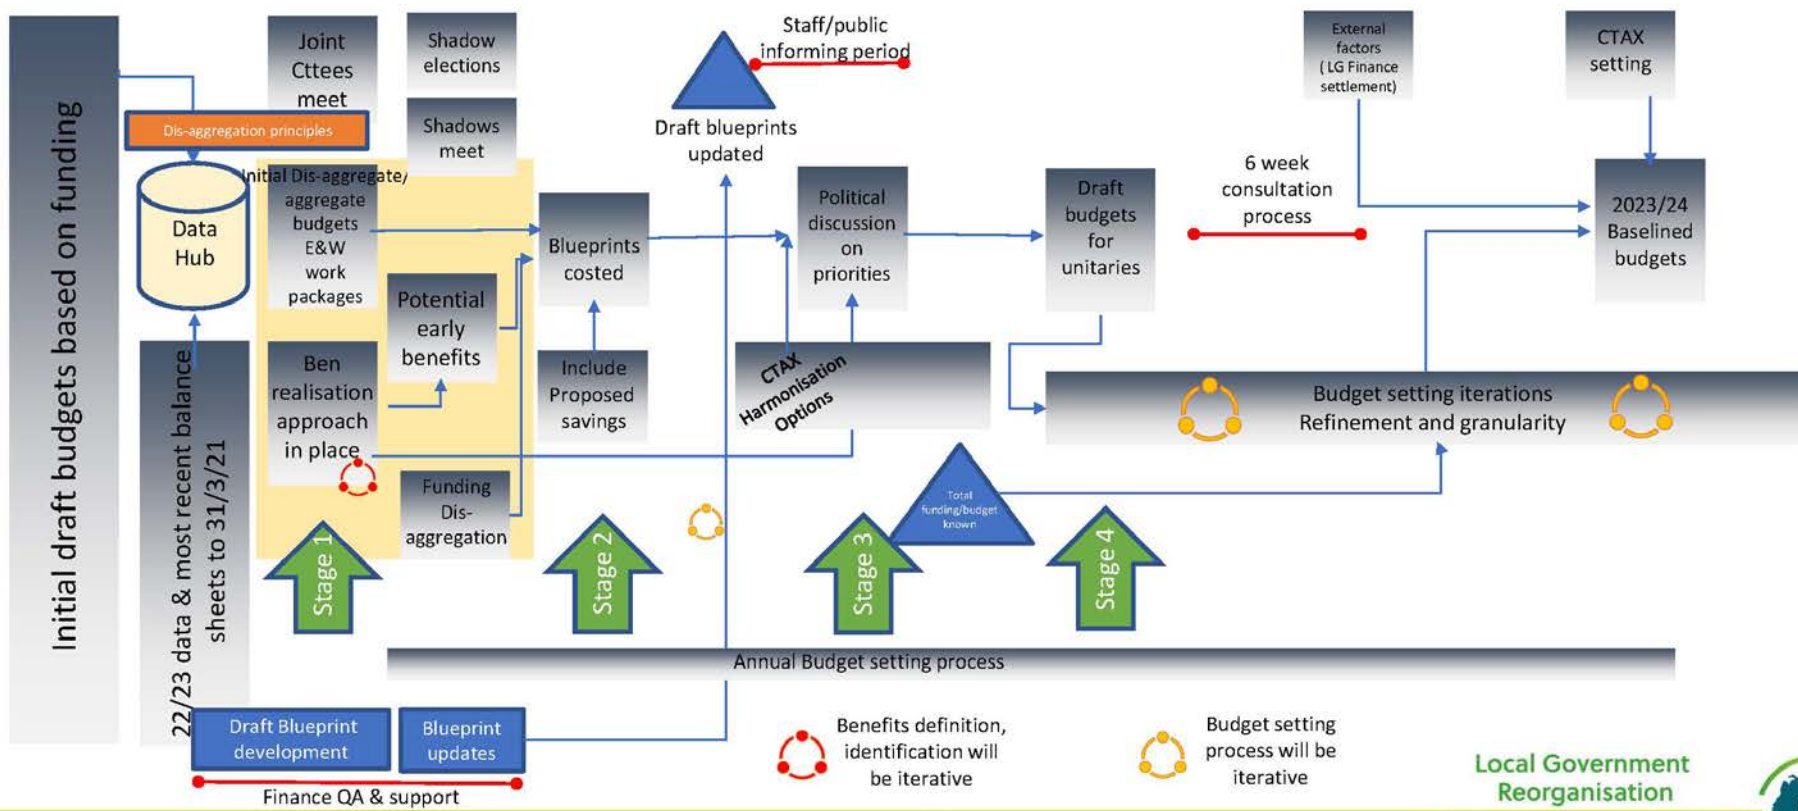 Initial draft budgets based on funding
Joint
Cttees
meet
Shadow
elections
Shadows
meet
Dis-aggregation principles
Data
Hub
22/23 data & most recent balance
sheets to 31/3/21
Initial Dis-aggregate/
aggregate
budgets
E&W
work
packages
Potential
early
benefits
Ben
realisation
approach
in place
Funding
Dis-
aggregation
Blueprints
costed
Include
Proposed
savings
Staff/public
informing period
Draft blueprints
updated
Political
discussion
on
priorities
CTAX
Harmonisation
Options
Draft
budgets
for
unitaries
6 week
consultation
process
External
factors
( LG Finance
settlement)
CTAX
setting
2023/24
Baselined
budgets
Budget setting iterations
Refinement and granularity
Total
funding/budget
known
Stage 1
Stage 2
Stage 3
Stage 4
Annual Budget setting process
Draft Blueprint
development
Blueprint
updates
Finance QA & support
Benefits definition,
identification will
be iterative
Budget setting
process will be
iterative
Local Government
Reorganisation